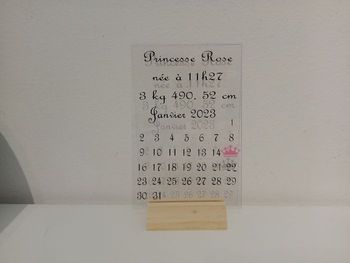 Princesse Rose
née à 11h27
3 kg 490. 52 cm
Janvier 2023
1
2 3 4 5 6 7 8
9 10 11 12 13 14
16 17 18 19 20 21 22
23 24 25 26 27 28 29
30 31